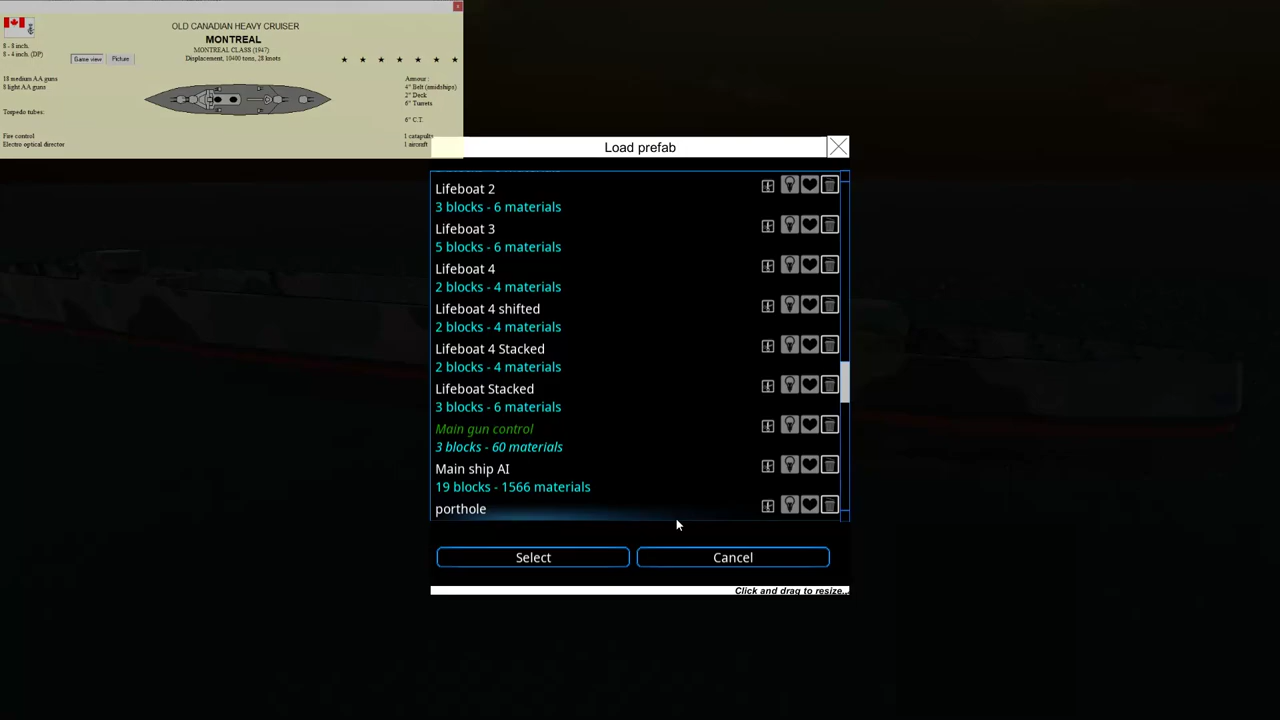 OLD CANADIAN HEAVY CRUISER
MONTREAL
MONTREAL CLASS (1947)
Displacement, 10400 tons, 28 knots
8 - 8 inch.
8 - 4 inch. (DP)
Game view
Picture
18 medium AA guns
8 light AA guns
Torpedo tubes:
Fire control
Electro optical director
Armour :
4" Belt (amidships)
2" Deck
6" Turrets
6" C.T.
1 catapults
1 aircraft
Load prefab
Lifeboat 2
3 blocks - 6 materials
Lifeboat 3
5 blocks - 6 materials
Lifeboat 4
2 blocks - 4 materials
Lifeboat 4 shifted
2 blocks - 4 materials
Lifeboat 4 Stacked
2 blocks - 4 materials
Lifeboat Stacked
3 blocks - 6 materials
Main gun control
3 blocks - 60 materials
Main ship AI
19 blocks - 1566 materials
porthole
Select
Cancel
Click and drag to resize..